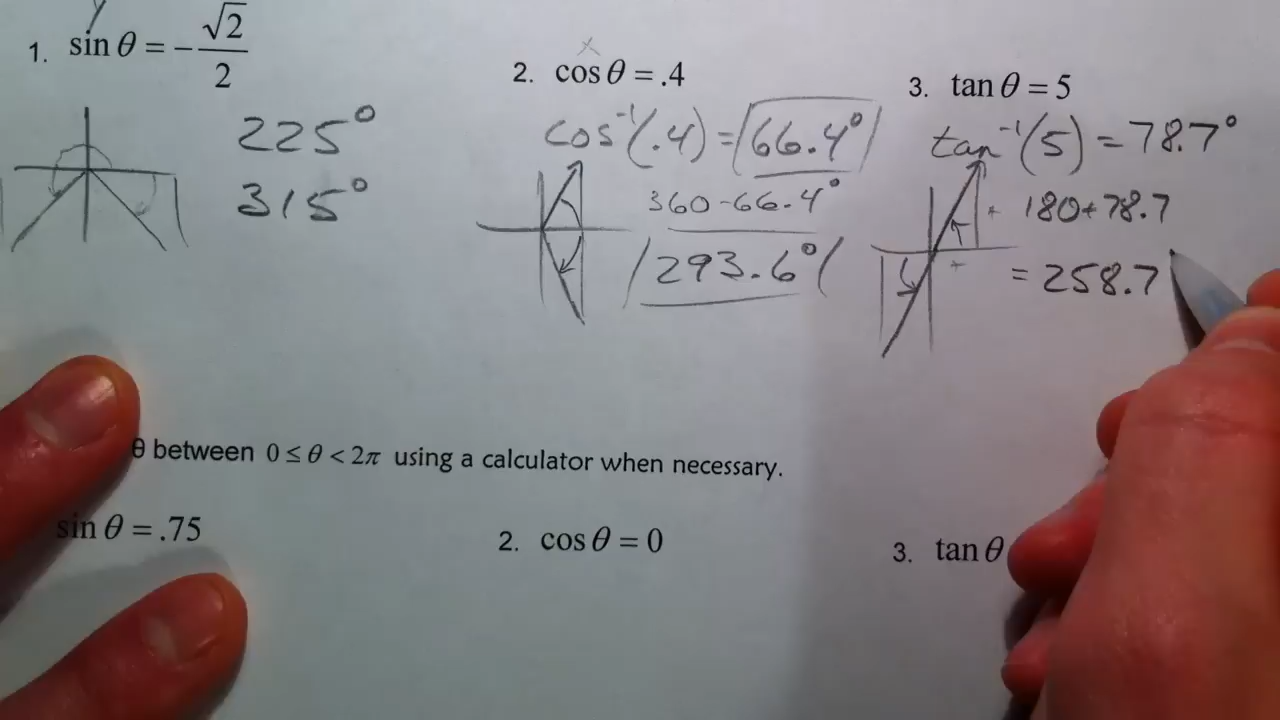 y
1. sin θ = -√2/2
225°
315°
x
2. cos θ = .4
cos⁻¹(.4) = 66.4°
360-66.4°
293.6°
3. tan θ = 5
tan⁻¹(5) = 78.7°
+ 180+78.7
+
= 258.7
θ between 0 ≤ θ < 2π using a calculator when necessary.
sin θ = .75
2. cos θ = 0
3. tan θ